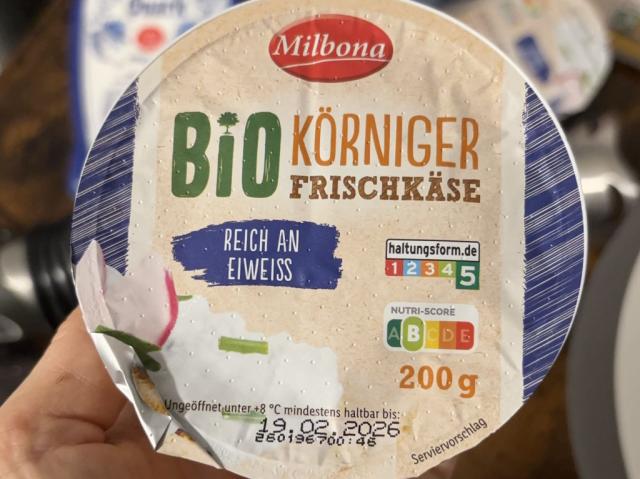 Milbona
BIO KÖRNIGER
FRISCHKÄSE
REICH AN
EIWEISS
haltungsform.de
1 2 3 4 5
NUTRI-SCORE
A B C D E
200 g
Ungeöffnet unter +8 °C mindestens haltbar bis:
19.02.2026
Serviervorschlag